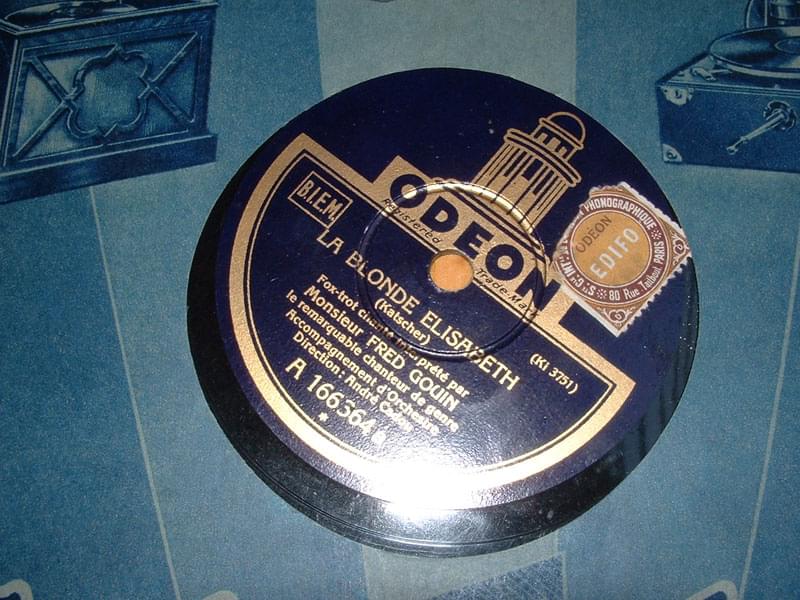 ODEON
Registered Trade Mark
B.I.E.M.
LA BLONDE ELISABETH
(Katscher)
(KI 3751)
Fox-trot chanté interprété par
Monsieur FRED GOUIN
le remarquable chanteur de genre
Accompagnement d'Orchestre
Direction: André
A 166364
PHONOGRAPHIQUE
ODÉON
EDIFO
80 Rue Taitbout PARIS